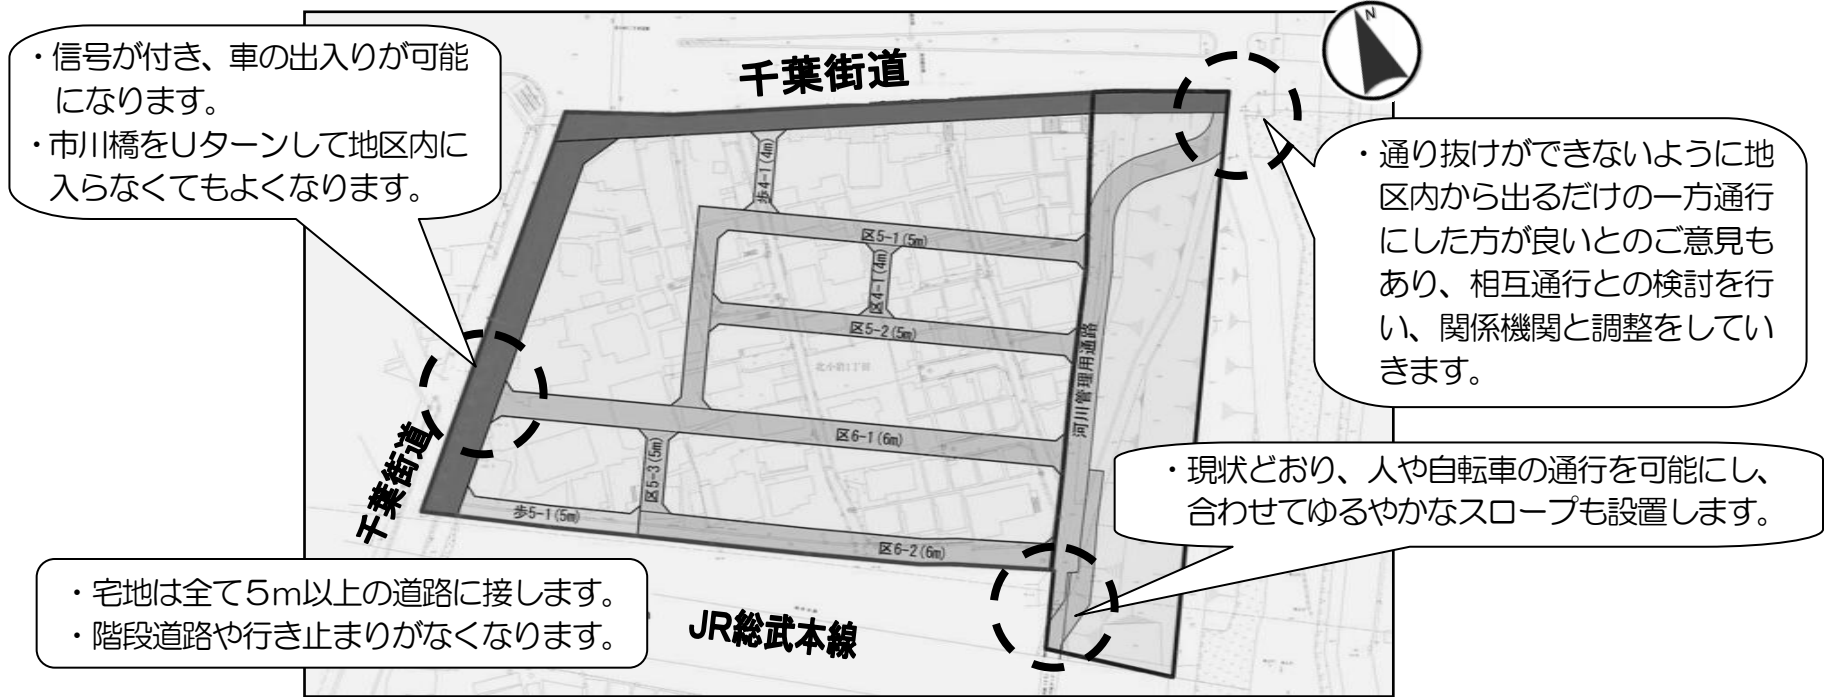 ・信号が付き、車の出入りが可能
になります。
・市川橋をUターンして地区内に
入らなくてもよくなります。
千葉街道
N
・通り抜けができないように地
区内から出るだけの一方通行
にした方が良いとのご意見も
あり、相互通行との検討を行
い、関係機関と調整をしてい
きます。
歩4-1(4m)
区5-1(5m)
区4-1(4m)
区5-2(5m)
河川管理用通路
北小岩1丁目
区6-1(6m)
区5-3(5m)
千葉街道
歩5-1(5m)
区6-2(6m)
・現状どおり、人や自転車の通行を可能にし、
合わせてゆるやかなスロープも設置します。
・宅地は全て5m以上の道路に接します。
・階段道路や行き止まりがなくなります。
JR総武本線